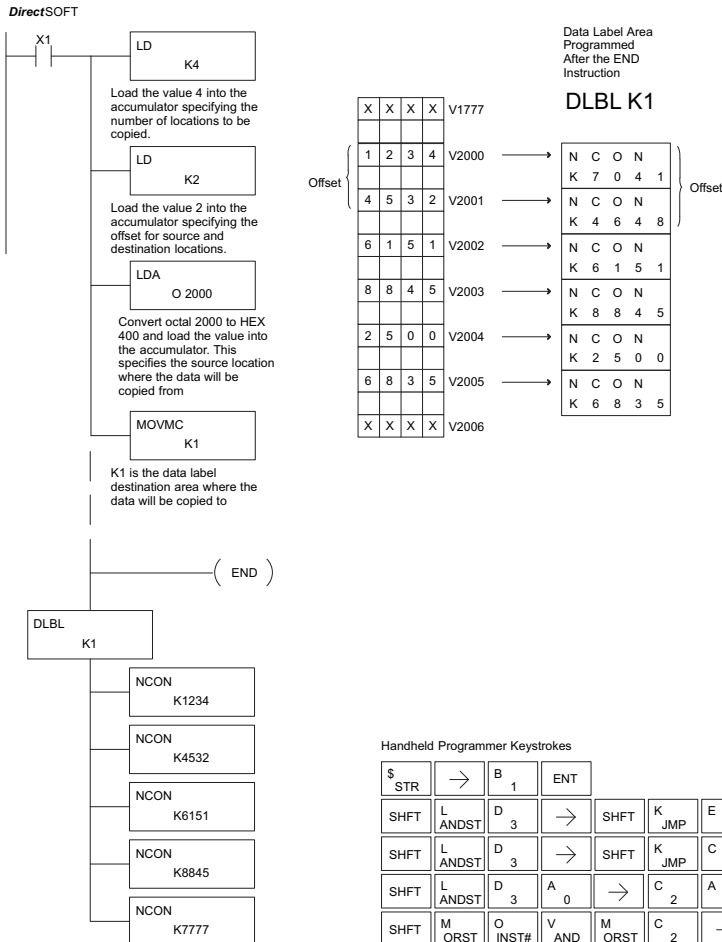 DirectSOFT
X1
LD
K4
Load the value 4 into the
accumulator specifying the
number of locations to be
copied.
LD
K2
Load the value 2 into the
accumulator specifying the
offset for source and
destination locations.
LDA
O 2000
Convert octal 2000 to HEX
400 and load the value into
the accumulator. This
specifies the source location
where the data will be
copied from
MOVMC
K1
K1 is the data label
destination area where the
data will be copied to
( END )
DLBL
K1
NCON
K1234
NCON
K4532
NCON
K6151
NCON
K8845
NCON
K7777
Data Label Area
Programmed
After the END
Instruction
DLBL K1
X X X X V1777
Offset
1 2 3 4 V2000
4 5 3 2 V2001
6 1 5 1 V2002
8 8 4 5 V2003
2 5 0 0 V2004
6 8 3 5 V2005
X X X X V2006
N C O N
K 7 0 4 1
N C O N
K 4 6 4 8
Offset
N C O N
K 6 1 5 1
N C O N
K 8 8 4 5
N C O N
K 2 5 0 0
N C O N
K 6 8 3 5
Handheld Programmer Keystrokes
$ STR → B 1 ENT
SHFT L ANDST D 3 → SHFT K JMP E
SHFT L ANDST D 3 → SHFT K JMP C
SHFT L ANDST D 3 A 0 → C 2 A
SHFT M ORST O INST# V AND M ORST C 2